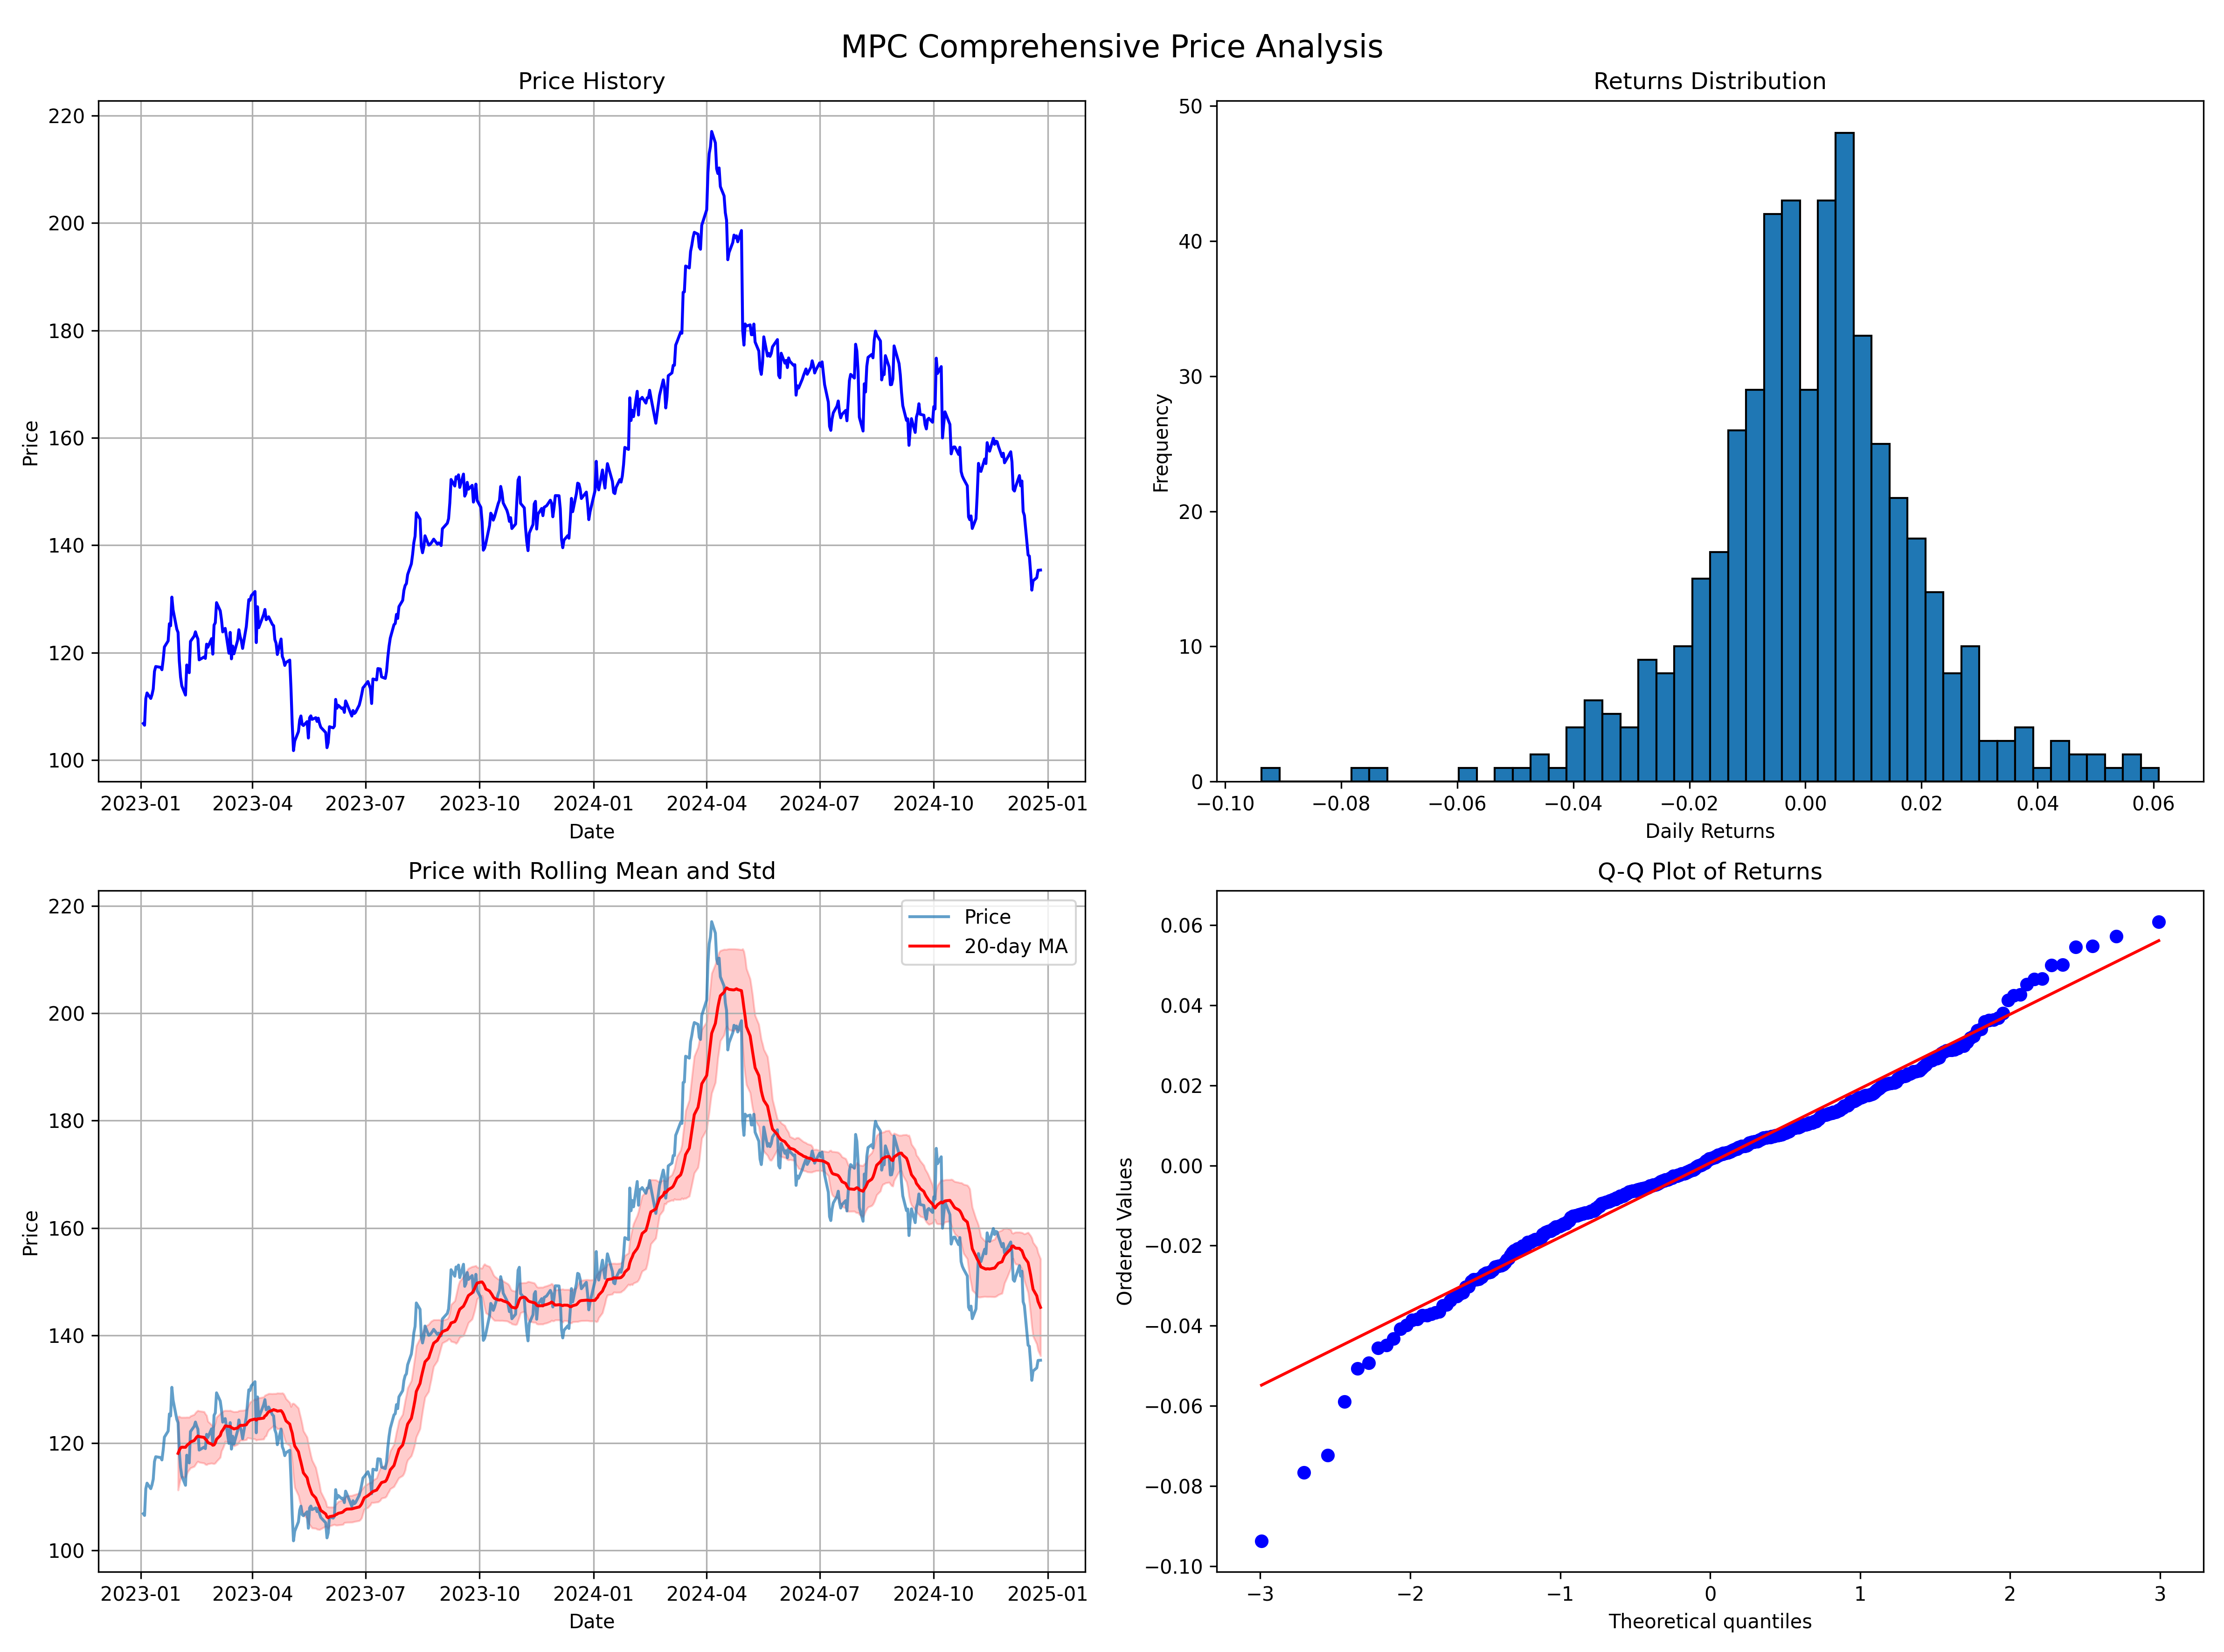 MPC Comprehensive Price Analysis
Price History
220
200
180
160
140
120
100
Price
2023-01 2023-04 2023-07 2023-10 2024-01 2024-04 2024-07 2024-10 2025-01
Date
Returns Distribution
50
40
30
20
10
0
Frequency
−0.10 −0.08 −0.06 −0.04 −0.02 0.00 0.02 0.04 0.06
Daily Returns
Price with Rolling Mean and Std
220
200
180
160
140
120
100
Price
Price
20-day MA
2023-01 2023-04 2023-07 2023-10 2024-01 2024-04 2024-07 2024-10 2025-01
Date
Q-Q Plot of Returns
0.06
0.04
0.02
0.00
−0.02
−0.04
−0.06
−0.08
−0.10
Ordered Values
−3 −2 −1 0 1 2 3
Theoretical quantiles